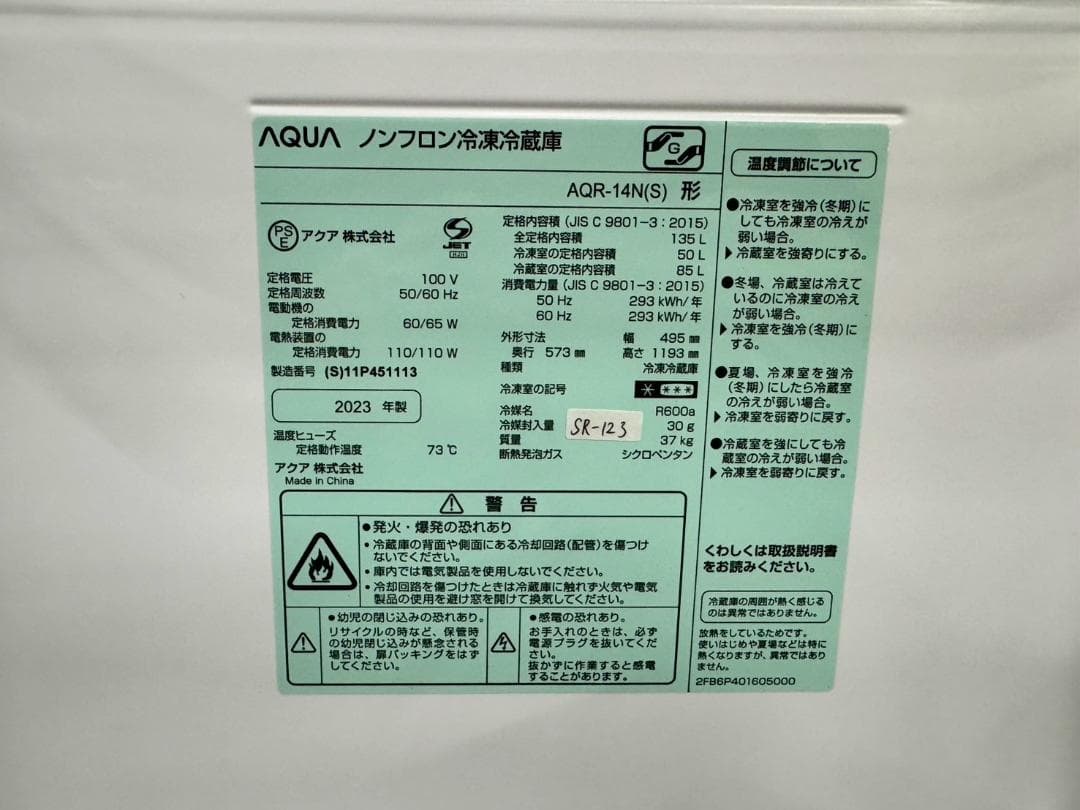 AQUA ノンフロン冷凍冷蔵庫
G
AQR-14N(S) 形
PS
E
アクア 株式会社
S
JET
定格電圧 100 V
定格周波数 50/60 Hz
電動機の
定格消費電力 60/65 W
電熱装置の
定格消費電力 110/110 W
製造番号 (S)11P451113
2023 年製
温度ヒューズ
定格動作温度 73 ℃
アクア 株式会社
Made in China
定格内容積 (JIS C 9801-3:2015)
全定格内容積 135 L
冷凍室の定格内容積 50 L
冷蔵室の定格内容積 85 L
消費電力量 (JIS C 9801-3:2015)
50 Hz 293 kWh/年
60 Hz 293 kWh/年
外形寸法 幅 495 ㎜
奥行 573 ㎜ 高さ 1193 ㎜
種類 冷凍冷蔵庫
冷凍室の記号
冷媒名 R600a
冷媒封入量 30 g
質量 37 kg
断熱発泡ガス シクロペンタン
SR-123
⚠ 警告
●発火・爆発の恐れあり
・冷蔵庫の背面や側面にある冷却回路(配管)を傷つけ
ないでください。
・庫内では電気製品を使用しないでください。
・冷却回路を傷つけたときは冷蔵庫に触れず火気や電気
製品の使用を避け窓を開けて換気してください。
●幼児の閉じ込みの恐れあり。
リサイクルの時など、保管時
の幼児閉じ込みが懸念される
場合は、扉パッキングをはず
してください。
●感電の恐れあり。
お手入れのときは、必ず
電源プラグを抜いてくだ
さい。
抜かずに作業すると感電
することがあります。
温度調節について
●冷凍室を強冷(冬期)に
しても冷凍室の冷えが
弱い場合。
▶冷蔵室を強寄りにする。
●冬場、冷蔵室は冷えて
いるのに冷凍室の冷え
が弱い場合。
▶冷凍室を強冷(冬期)に
する。
●夏場、冷凍室を強冷
(冬期)にしたら冷蔵室
の冷えが弱い場合。
▶冷凍室を弱寄りに戻す。
●冷蔵室を強にしても冷
蔵室の冷えが弱い場合。
▶冷凍室を弱寄りに戻す。
くわしくは取扱説明書
をお読みください。
冷蔵庫の周囲が熱く感じる
のは異常ではありません。
放熱をしているためです。
使いはじめや夏場などは特に
熱くなりますが、異常ではあり
ません。
2FB6P401605000